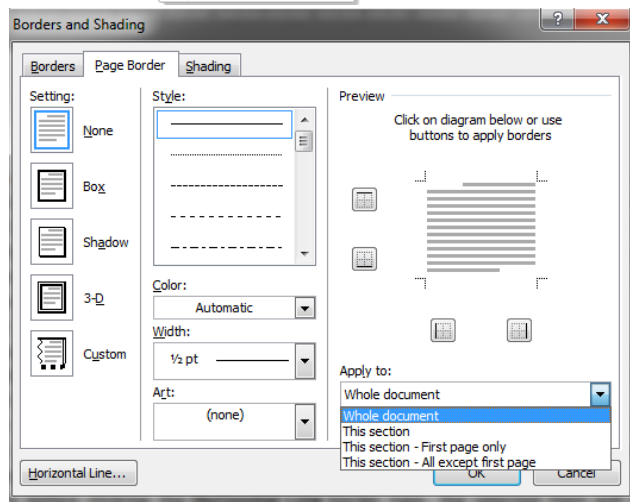 Borders and Shading
?
X
Borders
Page Border
Shading
Setting:
None
Box
Shadow
3-D
Custom
Style:
Color:
Automatic
Width:
½ pt
Art:
(none)
Preview
Click on diagram below or use
buttons to apply borders
Apply to:
Whole document
Whole document
This section
This section - First page only
This section - All except first page
Horizontal Line...
OK
Cancel